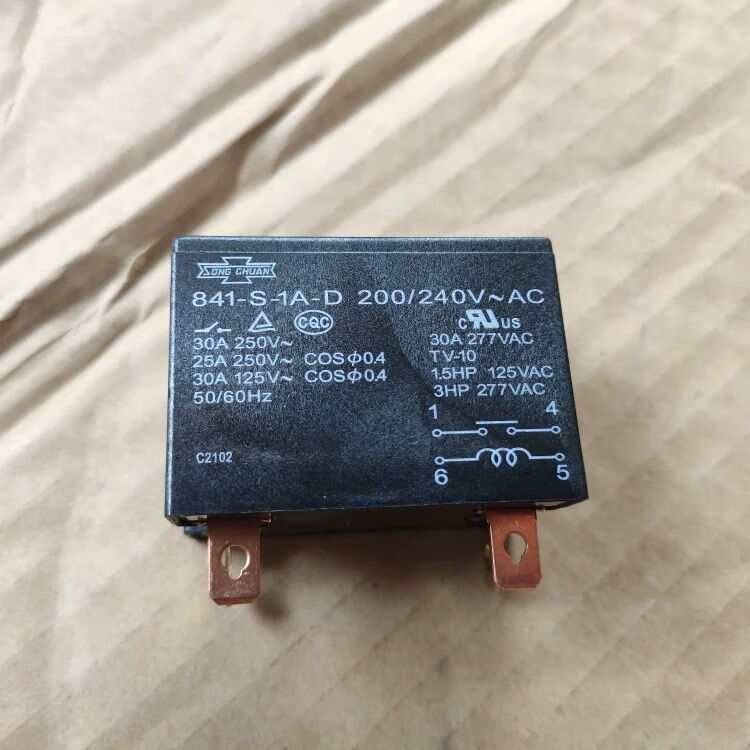 SONG CHUAN
841-S-1A-D 200/240V~AC
CQC
30A 250V~
25A 250V~ COSΦ0.4
30A 125V~ COSΦ0.4
50/60Hz
C2102
c RU US
30A 277VAC
TV-10
1.5HP 125VAC
3HP 277VAC
1 4
6 5